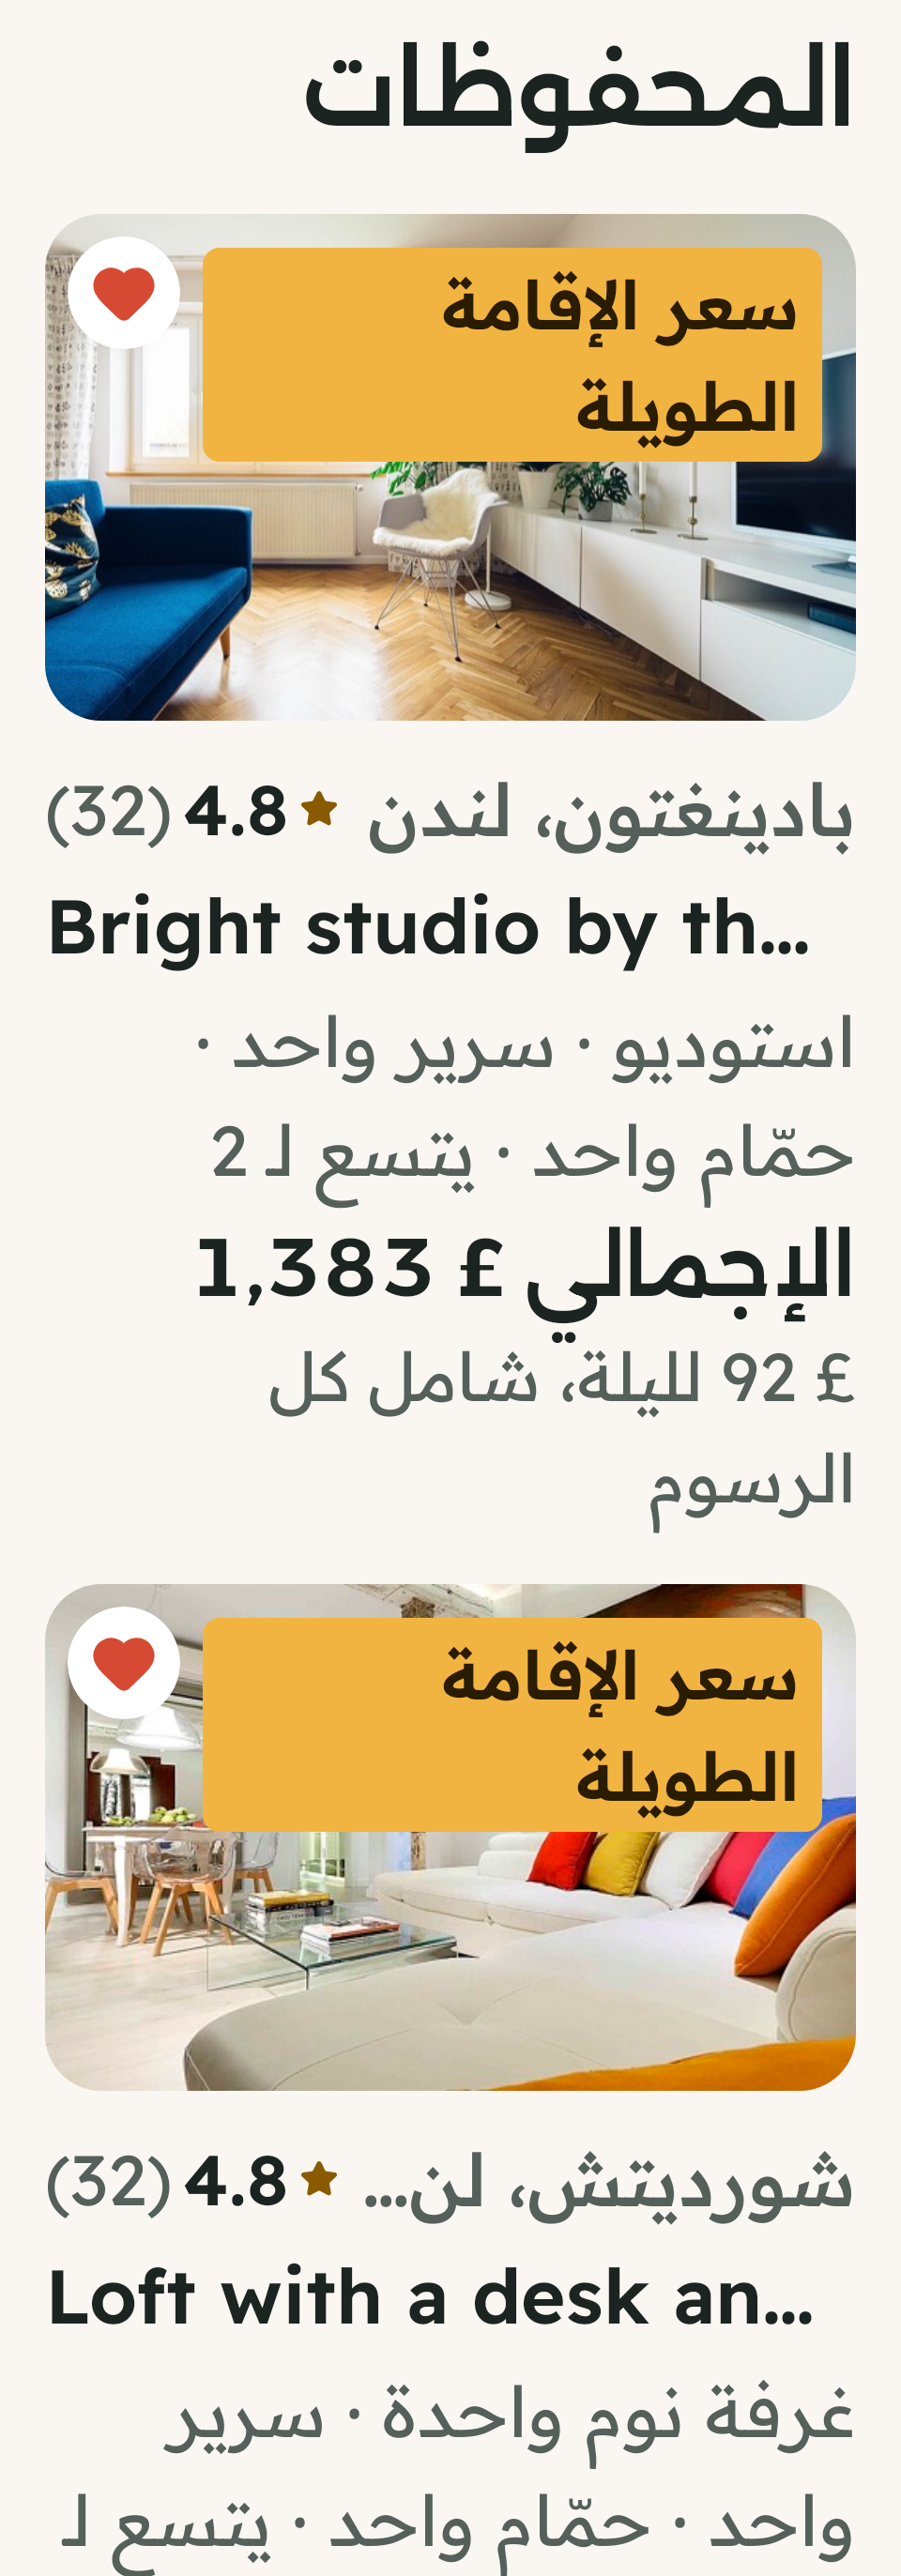 المحفوظات
سعر الإقامة
الطويلة
بادينغتون، لندن ★ 4.8 (32)
Bright studio by th...
استوديو · سرير واحد ·
حمّام واحد · يتسع لـ 2
الإجمالي £ 1,383
£ 92 لليلة، شامل كل
الرسوم
سعر الإقامة
الطويلة
شورديتش، لن... ★ 4.8 (32)
Loft with a desk an...
غرفة نوم واحدة · سرير
واحد · حمّام واحد · يتسع لـ